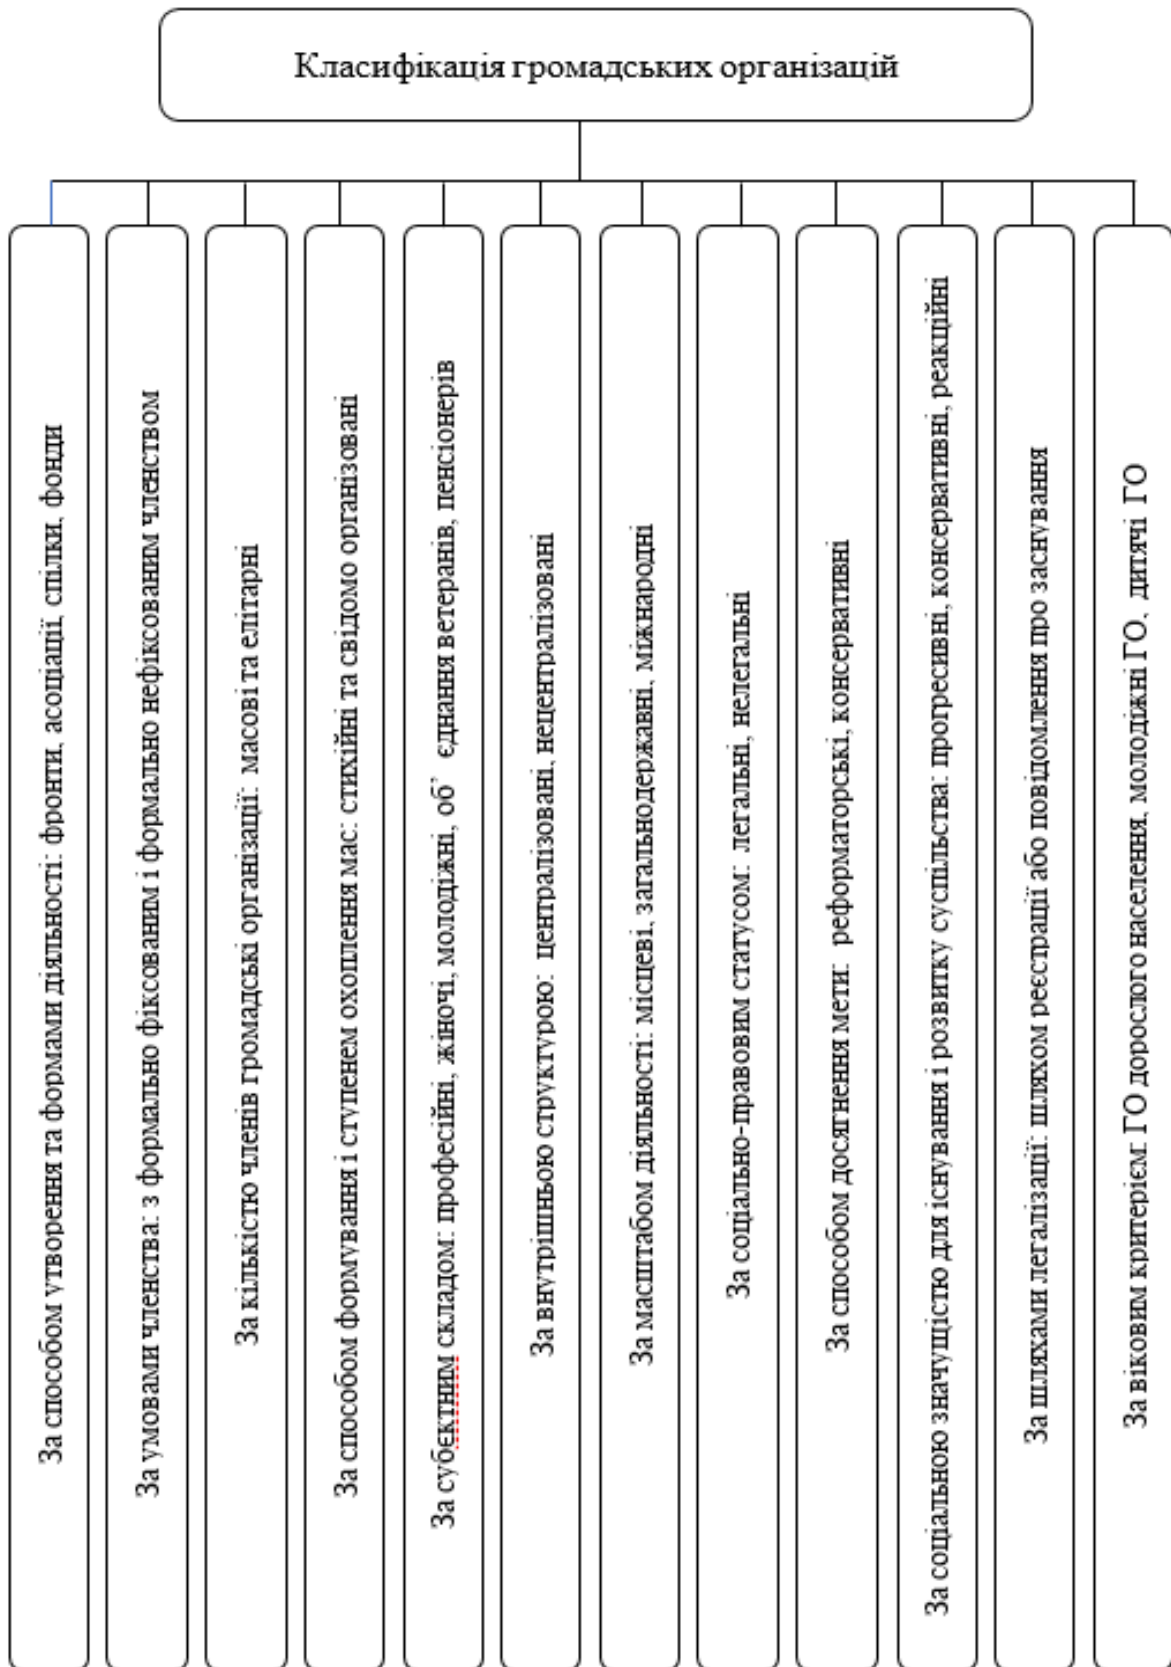 Класифікація громадських організацій
За способом утворення та формами діяльності: фронти, асоціації, спілки, фонди
За умовами членства: з формально фіксованим і формально нефіксованим членством
За кількістю членів громадські організації: масові та елітарні
За способом формування і ступенем охоплення мас: стихійні та свідомо організовані
За субєктним складом: професійні, жіночі, молодіжні, об’ єднання ветеранів, пенсіонерів
За внутрішньою структурою: централізовані, нецентралізовані
За масштабом діяльності: місцеві, загальнодержавні, міжнародні
За соціально-правовим статусом: легальні, нелегальні
За способом досягнення мети: реформаторські, консервативні
За соціальною значущістю для існування і розвитку суспільства: прогресивні, консервативні, реакційні
За шляхами легалізації: шляхом реєстрації або повідомлення про заснування
За віковим критерієм: ГО дорослого населення, молодіжні ГО, дитячі ГО